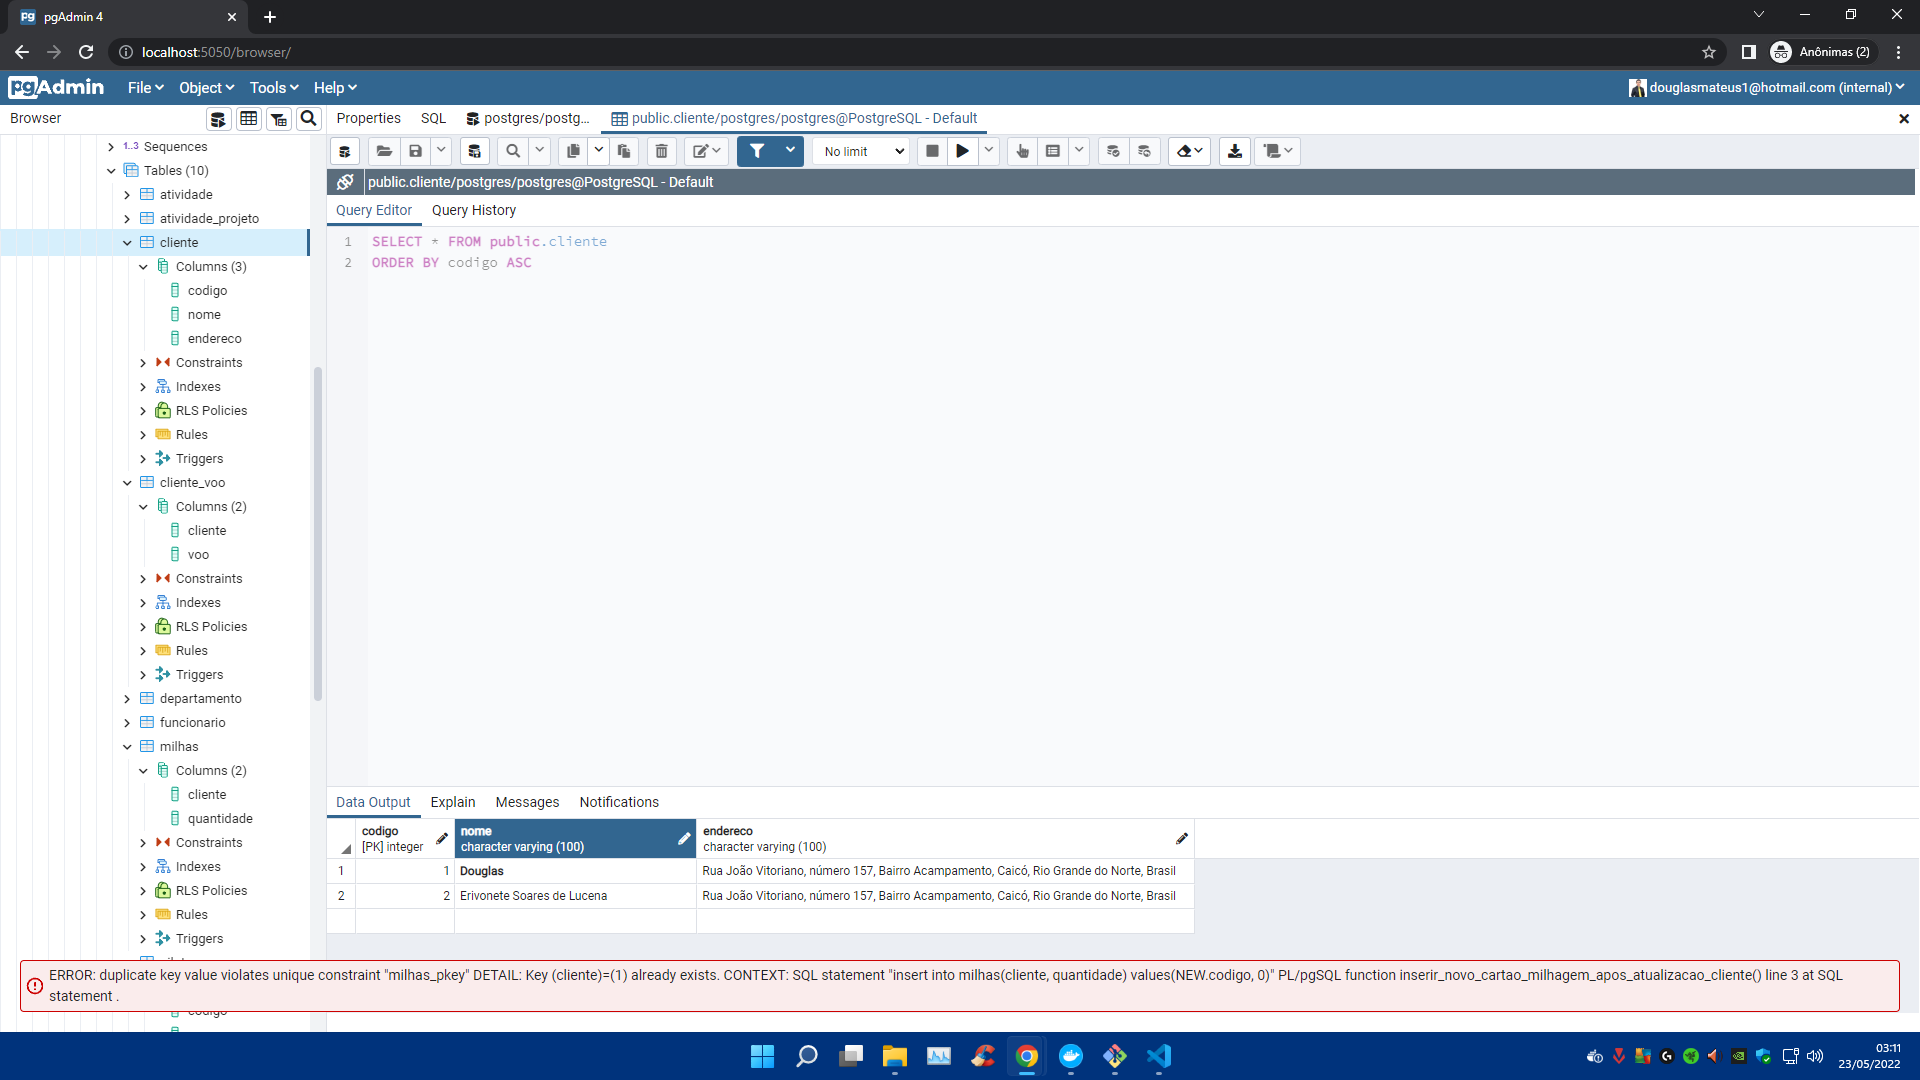 pgAdmin 4
localhost:5050/browser/
Anônimas (2)
pgAdmin
File
Object
Tools
Help
douglasmateus1@hotmail.com (internal)
Browser
Properties
SQL
postgres/postg...
public.cliente/postgres/postgres@PostgreSQL - Default
1..3 Sequences
Tables (10)
atividade
atividade_projeto
cliente
Columns (3)
codigo
nome
endereco
Constraints
Indexes
RLS Policies
Rules
Triggers
cliente_voo
Columns (2)
cliente
voo
Constraints
Indexes
RLS Policies
Rules
Triggers
departamento
funcionario
milhas
Columns (2)
cliente
quantidade
Constraints
Indexes
RLS Policies
Rules
Triggers
codigo
No limit
public.cliente/postgres/postgres@PostgreSQL - Default
Query Editor
Query History
1 SELECT * FROM public.cliente
2 ORDER BY codigo ASC
Data Output
Explain
Messages
Notifications
codigo
[PK] integer
nome
character varying (100)
endereco
character varying (100)
1 1 Douglas Rua João Vitoriano, número 157, Bairro Acampamento, Caicó, Rio Grande do Norte, Brasil
2 2 Erivonete Soares de Lucena Rua João Vitoriano, número 157, Bairro Acampamento, Caicó, Rio Grande do Norte, Brasil
ERROR: duplicate key value violates unique constraint "milhas_pkey" DETAIL: Key (cliente)=(1) already exists. CONTEXT: SQL statement "insert into milhas(cliente, quantidade) values(NEW.codigo, 0)" PL/pgSQL function inserir_novo_cartao_milhagem_apos_atualizacao_cliente() line 3 at SQL
statement .
03:11
23/05/2022